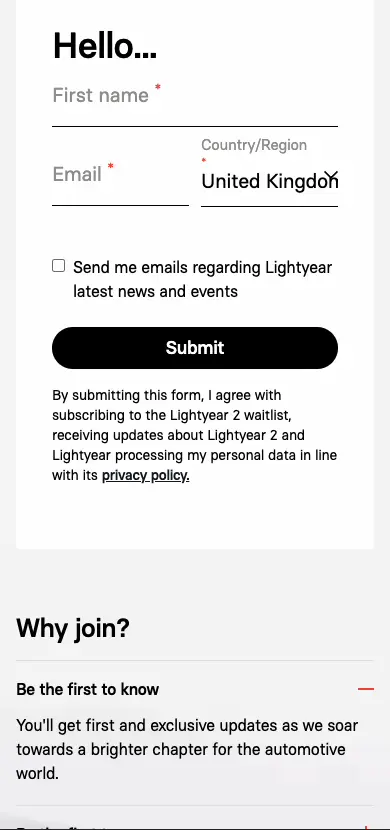 Hello...
First name *
Country/Region
*
Email *
United Kingdom
Send me emails regarding Lightyear
latest news and events
Submit
By submitting this form, I agree with
subscribing to the Lightyear 2 waitlist,
receiving updates about Lightyear 2 and
Lightyear processing my personal data in line
with its privacy policy.
Why join?
Be the first to know
You'll get first and exclusive updates as we soar
towards a brighter chapter for the automotive
world.